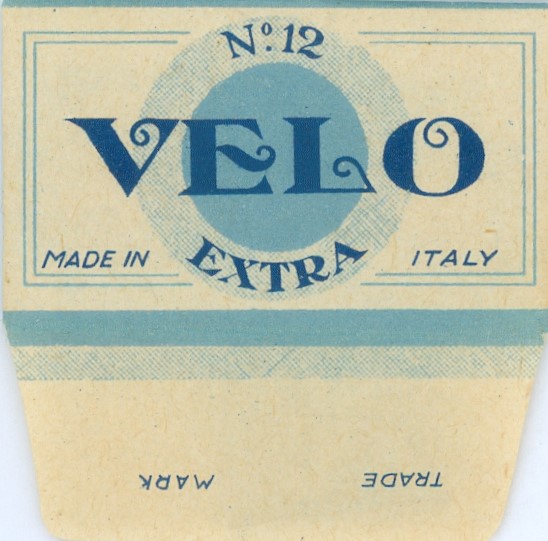 Nº 12
VELO
EXTRA
MADE IN ITALY
TRADE MARK